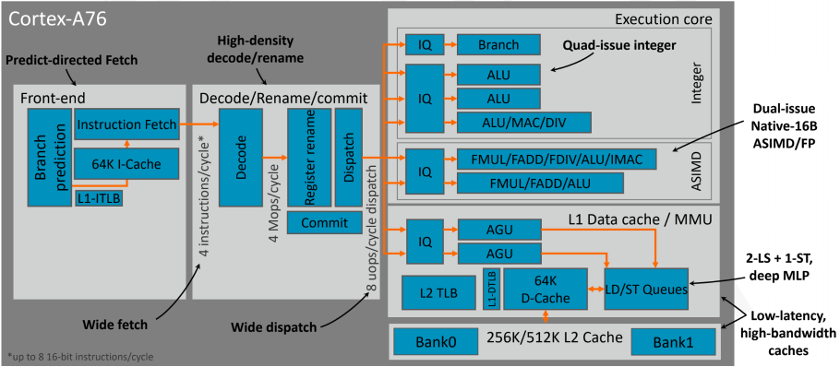 Cortex-A76
Predict-directed Fetch
High-density
decode/rename
Front-end
Branch
prediction
Instruction Fetch
64K I-Cache
L1-ITLB
4 instructions/cycle*
Wide fetch
Decode/Rename/commit
Decode
4 Mops/cycle
Register rename
Dispatch
Commit
8 uops/cycle dispatch
Wide dispatch
Execution core
IQ
Branch
Quad-issue integer
IQ
ALU
ALU
ALU/MAC/DIV
Integer
Dual-issue
Native-16B
ASIMD/FP
IQ
FMUL/FADD/FDIV/ALU/IMAC
FMUL/FADD/ALU
ASIMD
L1 Data cache / MMU
IQ
AGU
AGU
L2 TLB
L1-DTLB
64K
D-Cache
LD/ST Queues
2-LS + 1-ST,
deep MLP
Low-latency,
high-bandwidth
caches
Bank0
256K/512K L2 Cache
Bank1
*up to 8 16-bit instructions/cycle